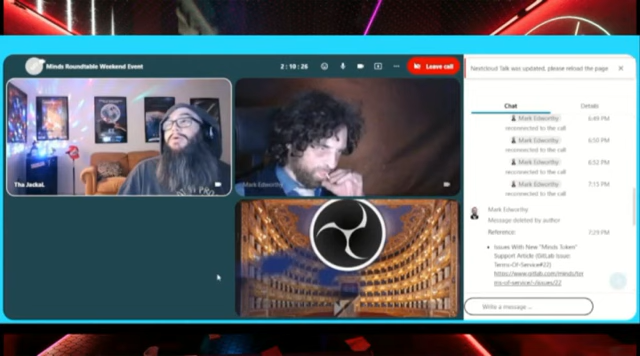 Minds Roundtable Weekend Event
2:10:26
Leave call
Nextcloud Talk was updated, please reload the page
Chat
Details
Mark Edworthy
6:49 PM
reconnected to the call
Mark Edworthy
6:50 PM
reconnected to the call
Mark Edworthy
6:52 PM
reconnected to the call
Mark Edworthy
7:15 PM
reconnected to the call
Mark Edworthy
Message deleted by author
Reference:
7:29 PM
Issues With New "Minds Token"
Support Article (GitLab Issue
Terms-Of-Service#22)
https://www.gitlab.com/minds/ter
ms-of-service/-/issues/22
Write a message ...
The Jackal.
Mark Edworthy